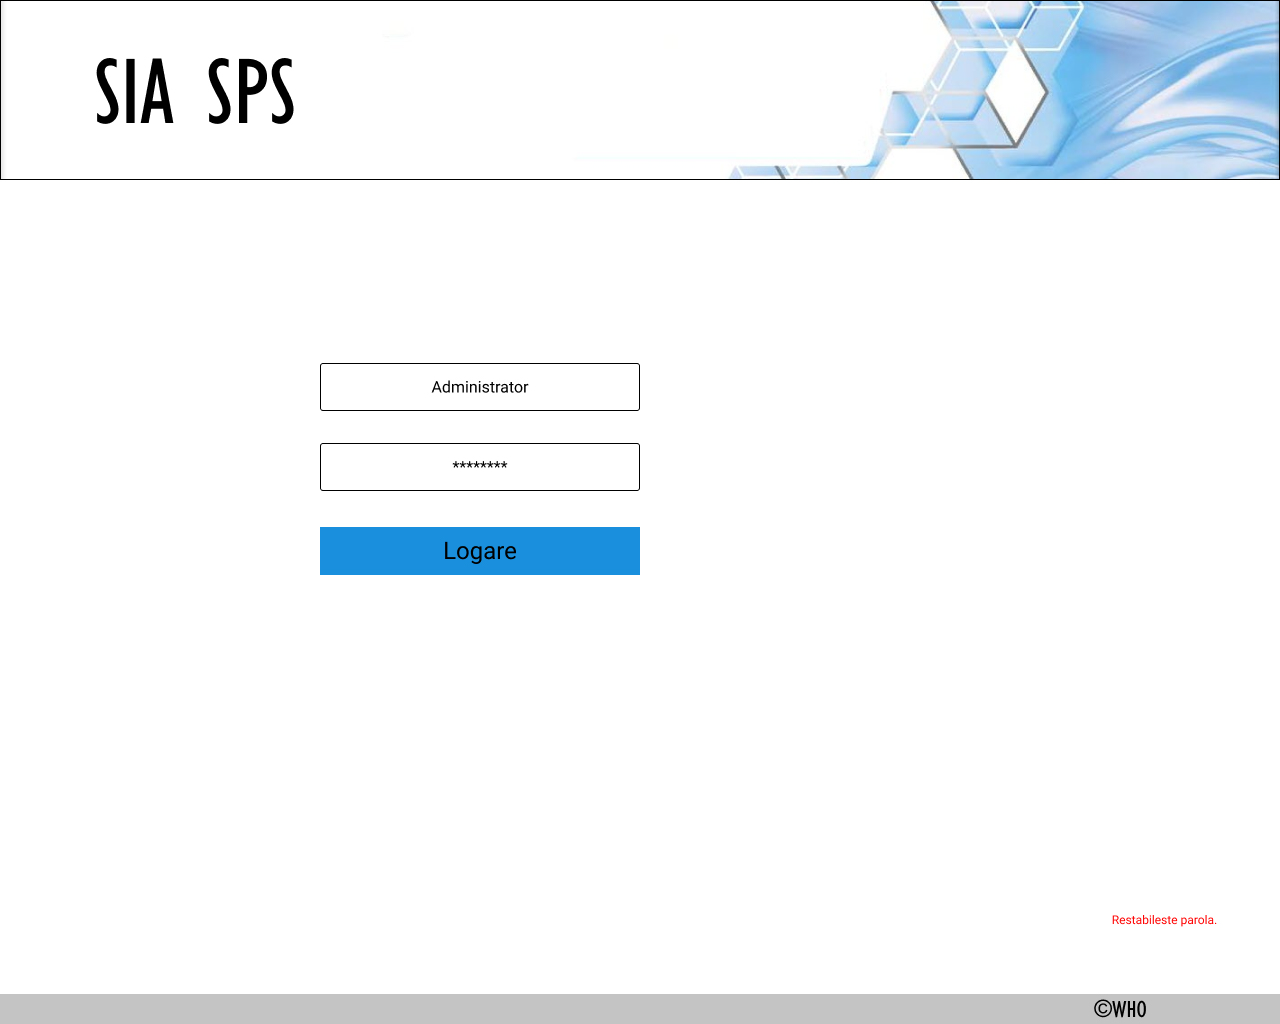 SIA SPS
Administrator
********
Logare
Restabileste parola.
©WHO